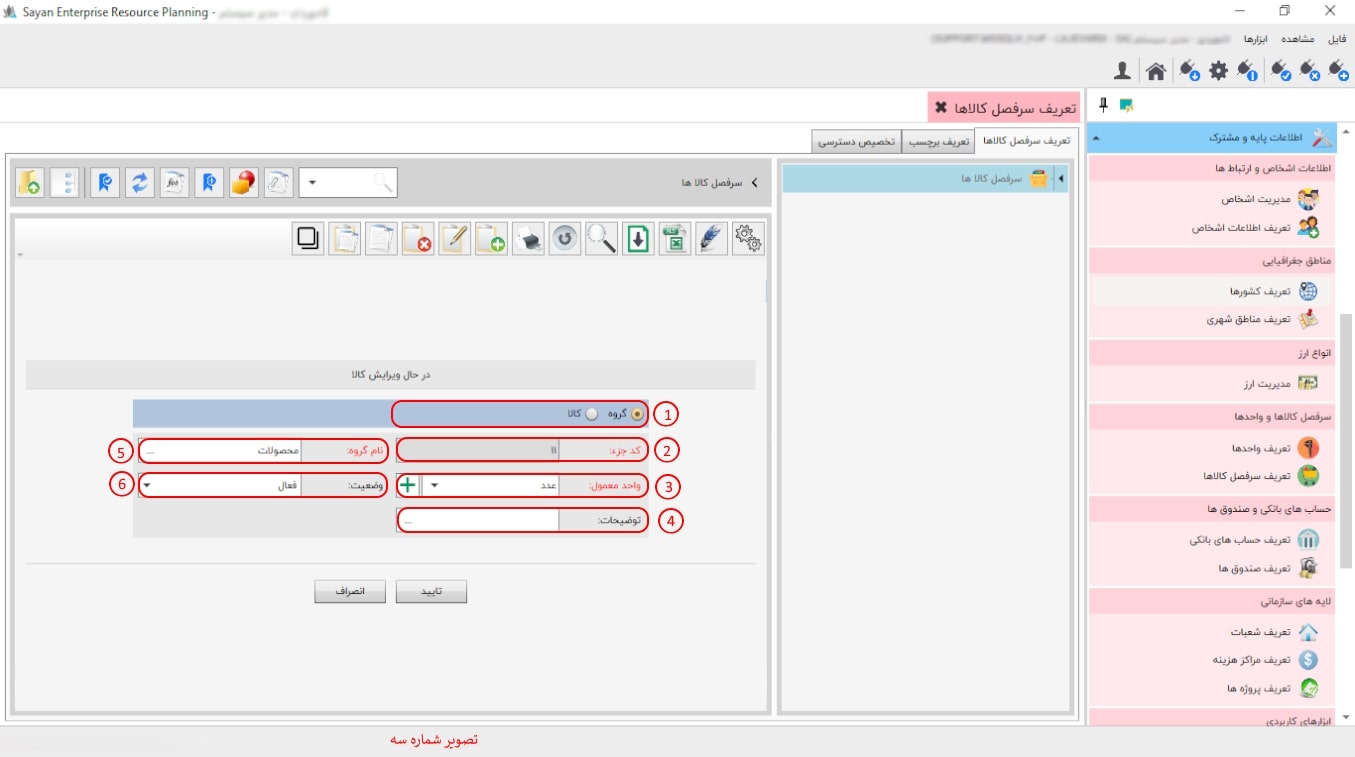 Sayan Enterprise Resource Planning -
فایل مشاهده ابزارها
تعریف سرفصل کالاها
تعریف سرفصل کالاها تعریف برچسب تخصیص دسترسی
اطلاعات پایه و مشترک
اطلاعات اشخاص و ارتباط ها
مدیریت اشخاص
تعریف اطلاعات اشخاص
مناطق جغرافیایی
تعریف کشورها
تعریف مناطق شهری
انواع ارز
مدیریت ارز
سرفصل کالاها و واحدها
تعریف واحدها
تعریف سرفصل کالاها
حساب های بانکی و صندوق ها
تعریف حساب های بانکی
تعریف صندوق ها
لایه های سازمانی
تعریف شعبات
تعریف مراکز هزینه
تعریف پروژه ها
ابزارهای کاربردی
سرفصل کالا ها
سرفصل کالا ها
در حال ویرایش کالا
1 گروه کالا
2 کد جزء: 11
5 نام گروه: محصولات ...
3 واحد معمول: عدد
6 وضعیت: فعال
4 توضیحات: ...
تایید انصراف
تصویر شماره سه